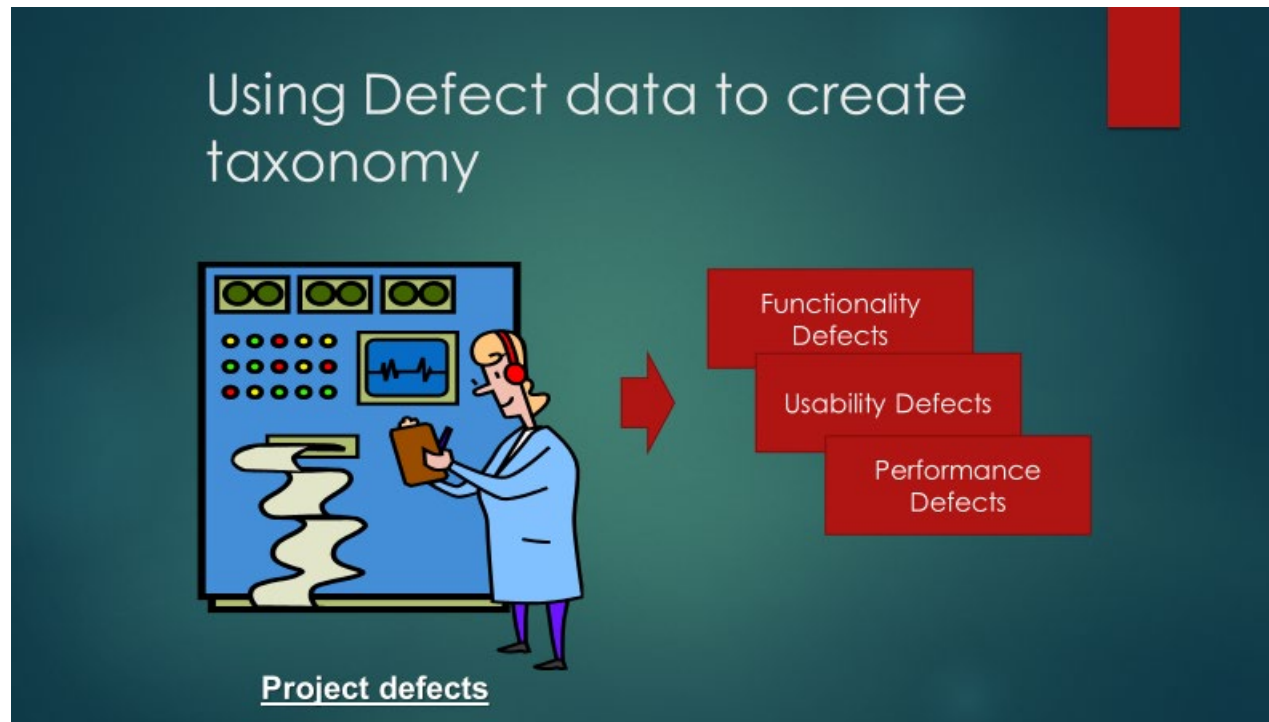 Using Defect data to create
taxonomy
Functionality
Defects
Usability Defects
Performance
Defects
Project defects